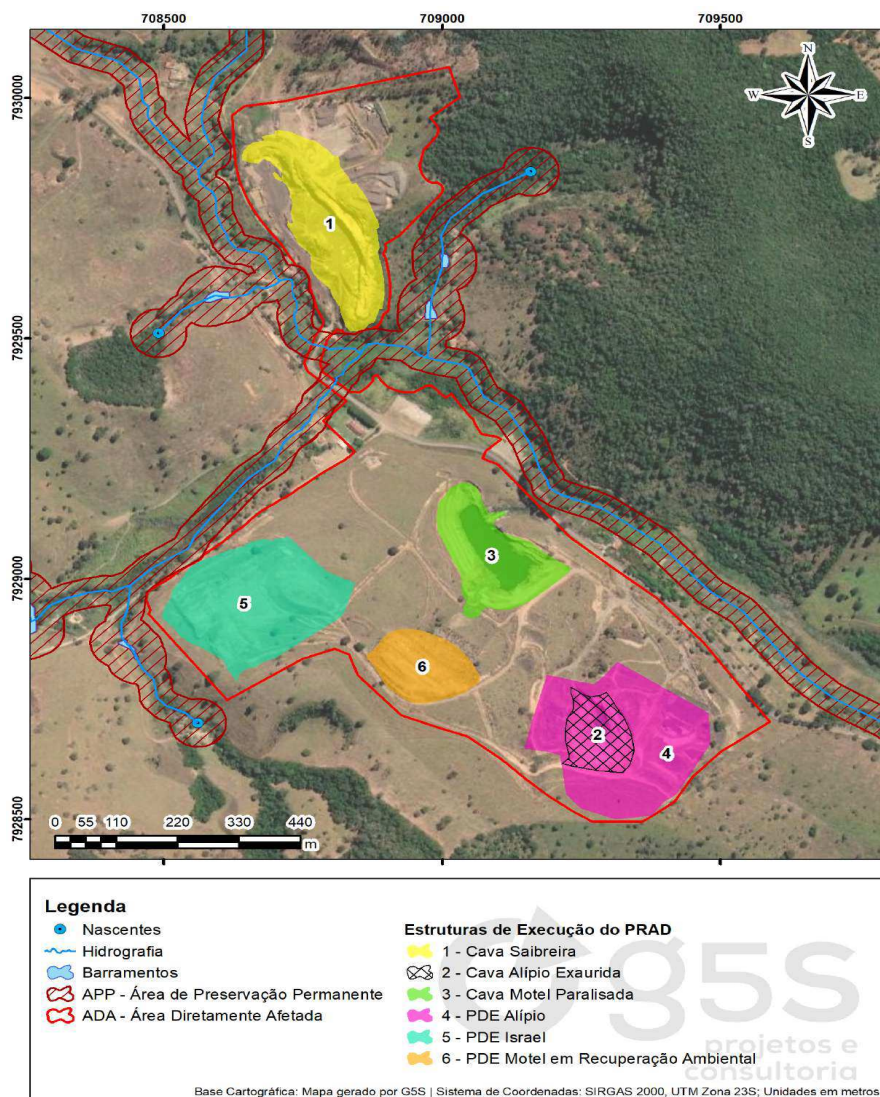 708500 709000 709500
7930000
7929500
7929000
7928500
N
W E
S
1
3
5
6
2
4
0 55 110 220 330 440
m
Legenda
Nascentes
Hidrografia
Barramentos
APP - Área de Preservação Permanente
ADA - Área Diretamente Afetada
Estruturas de Execução do PRAD
1 - Cava Saibreira
2 - Cava Alípio Exaurida
3 - Cava Motel Paralisada
4 - PDE Alípio
5 - PDE Israel
6 - PDE Motel em Recuperação Ambiental
g5s
projetos e
consultoria
Base Cartográfica: Mapa gerado por G5S | Sistema de Coordenadas: SIRGAS 2000, UTM Zona 23S; Unidades em metros